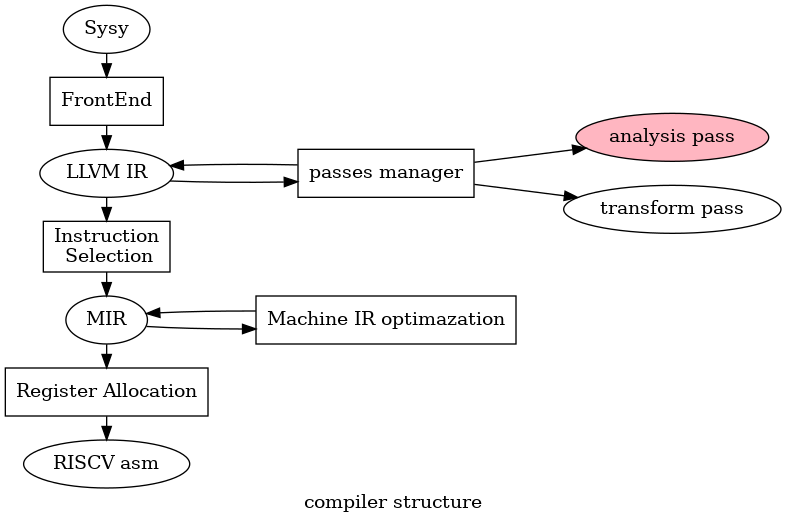 Sysy
FrontEnd
analysis pass
LLVM IR
passes manager
transform pass
Instruction
Selection
MIR
Machine IR optimazation
Register Allocation
RISCV asm
compiler structure